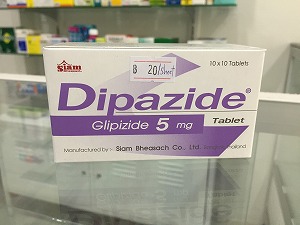 Siam
฿ 20/Sheet
10 x 10 Tablets
Dipazide®
Glipizide 5 mg
Tablet
Manufactured by :- Siam Bheasach Co., Ltd. Bangkok, Thailand